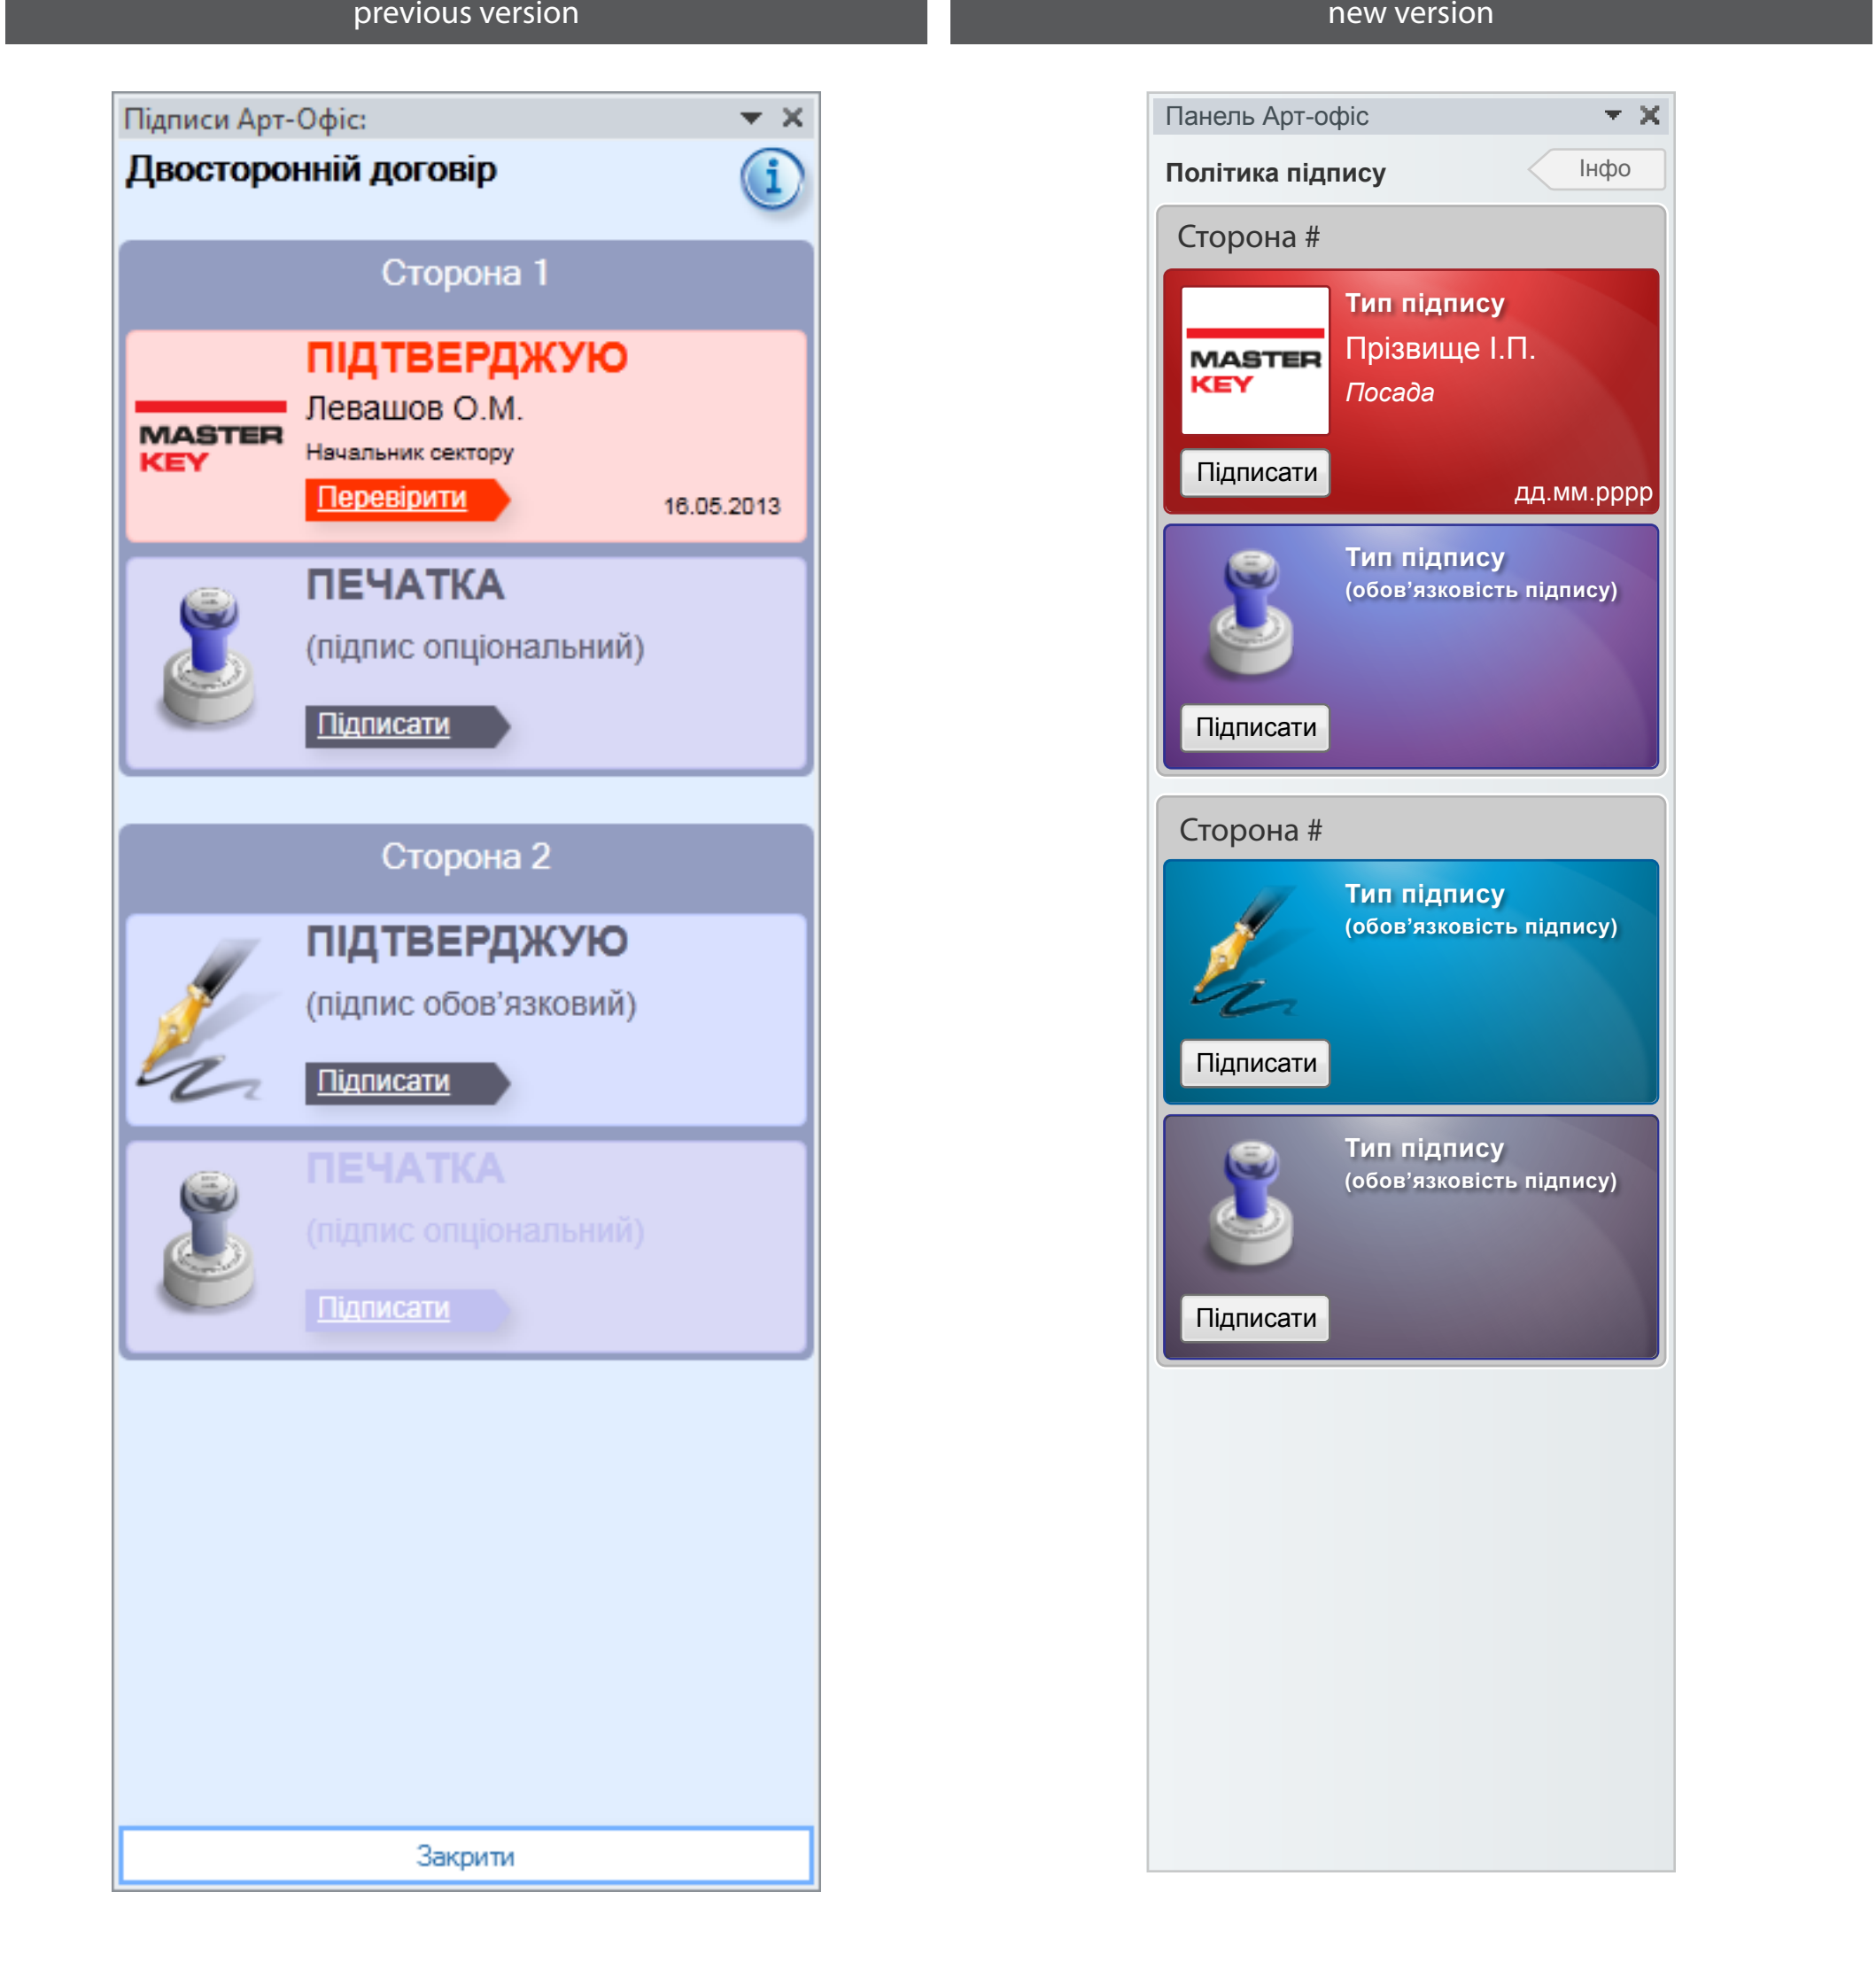 previous version
Підписи Арт-Офіс:
Двосторонній договір
i
Сторона 1
ПІДТВЕРДЖУЮ
Левашов О.М.
MASTER
KEY
Начальник сектору
Перевірити
16.05.2013
ПЕЧАТКА
(підпис опціональний)
Підписати
Сторона 2
ПІДТВЕРДЖУЮ
(підпис обов'язковий)
Підписати
ПЕЧАТКА
(підпис опціональний)
Підписати
Закрити
new version
Панель Арт-офіс
Політика підпису
Інфо
Сторона #
MASTER
KEY
Тип підпису
Прізвище І.П.
Посада
Підписати
дд.мм.рррр
Тип підпису
(обов’язковість підпису)
Підписати
Сторона #
Тип підпису
(обов’язковість підпису)
Підписати
Тип підпису
(обов’язковість підпису)
Підписати